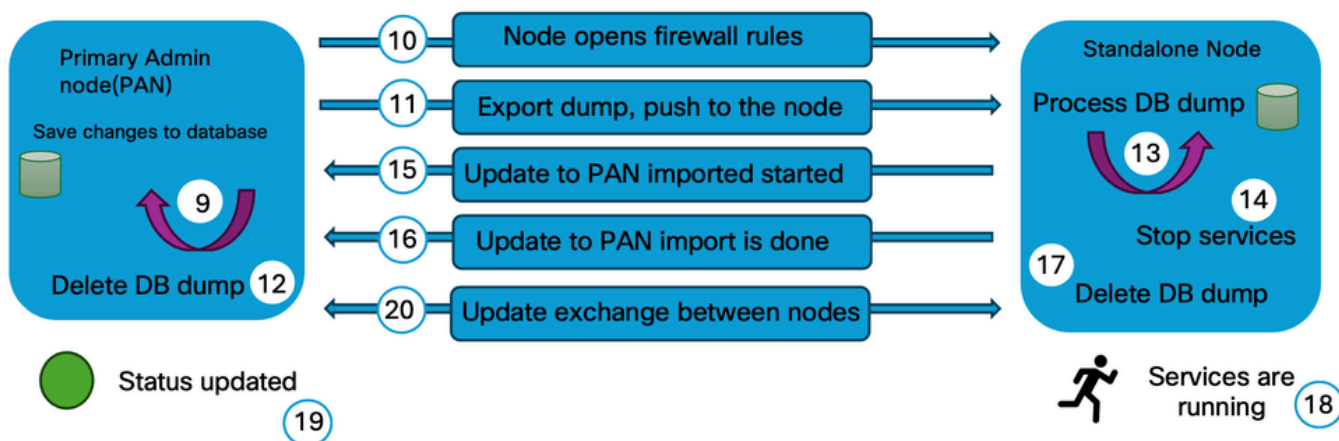 Primary Admin
node(PAN)
Save changes to database
9
Delete DB dump
12
10
Node opens firewall rules
11
Export dump, push to the node
15
Update to PAN imported started
16
Update to PAN import is done
20
Update exchange between nodes
Standalone Node
Process DB dump
13
14
Stop services
17
Delete DB dump
Status updated
19
Services are
running
18